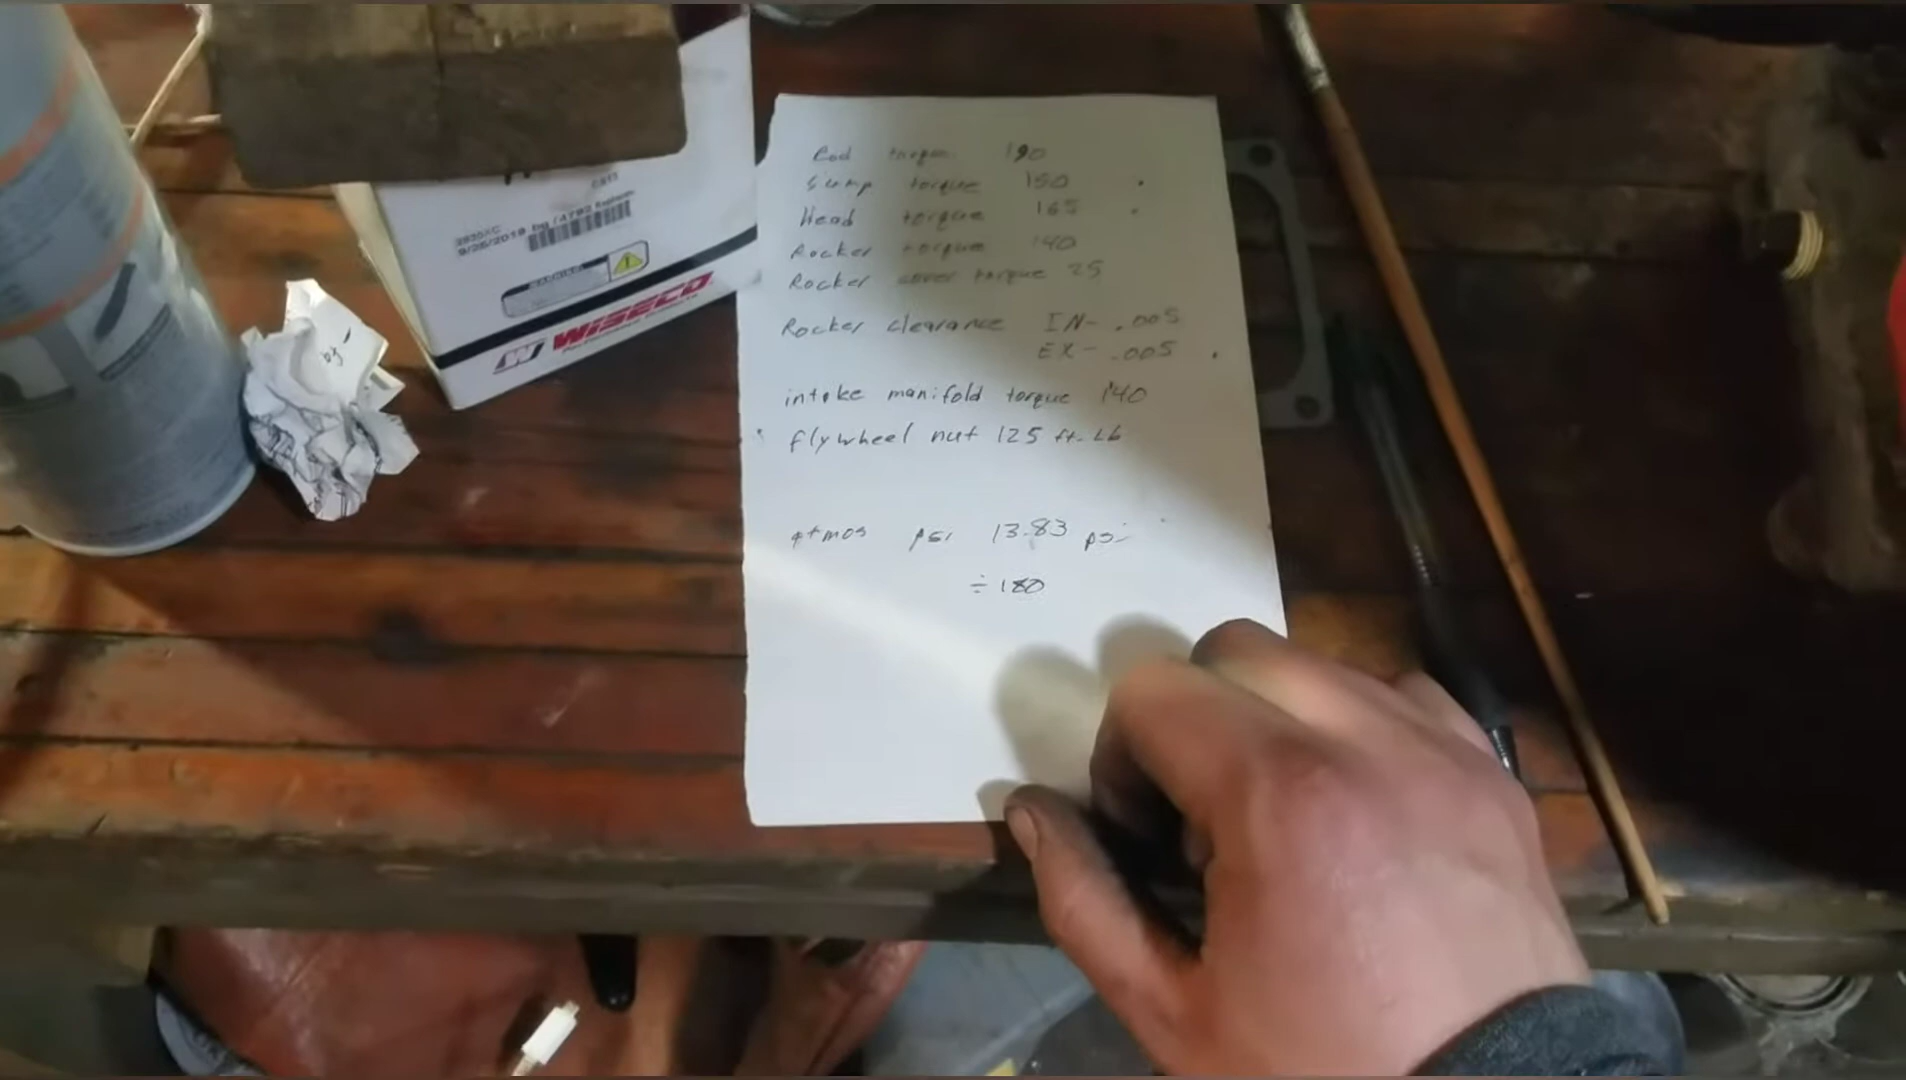 Rod torque 190
Sump torque 150
Head torque 165
Rocker torque 140
Rocker cover torque 25
Rocker clearance IN- .005
EX- .005
intake manifold torque 140
flywheel nut 125 ft-Lb
atmos psi 13.83 psi
÷ 180
WARNING
W WISECO
by -